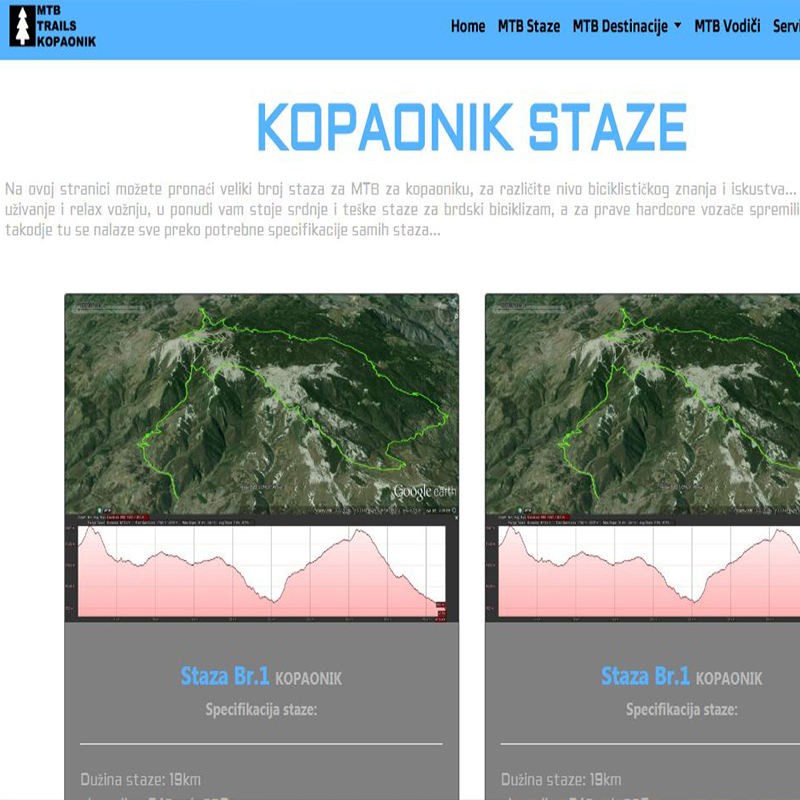 MTB
TRAILS
KOPAONIK
Home MTB Staze MTB Destinacije MTB Vodiči Servi
KOPAONIK STAZE
Na ovoj stranici možete pronaći veliki broj staza za MTB za kopaoniku, za različite nivo biciklističkog znanja i iskustva...
uživanje i relax vožnju, u ponudi vam stoje srdnje i teške staze za brdski biciklizam, a za prave hardcore vozače spremili
takodje tu se nalaze sve preko potrebne specifikacije samih staza...
Google earth
Staza Br.1 KOPAONIK
Specifikacija staze:
Dužina staze: 19km
Staza Br.1 KOPAONIK
Specifikacija staze:
Dužina staze: 19km